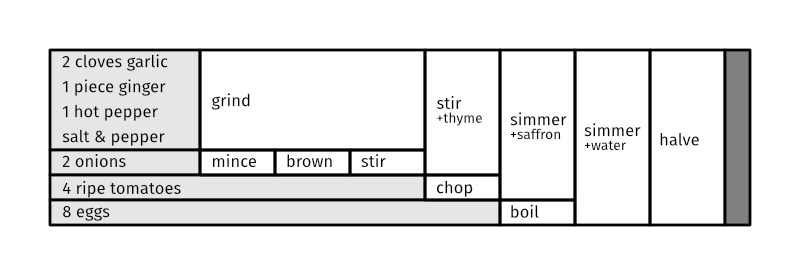 2 cloves garlic
1 piece ginger
1 hot pepper
salt & pepper
grind
2 onions
mince
brown
stir
stir
+thyme
4 ripe tomatoes
chop
simmer
+saffron
8 eggs
boil
simmer
+water
halve